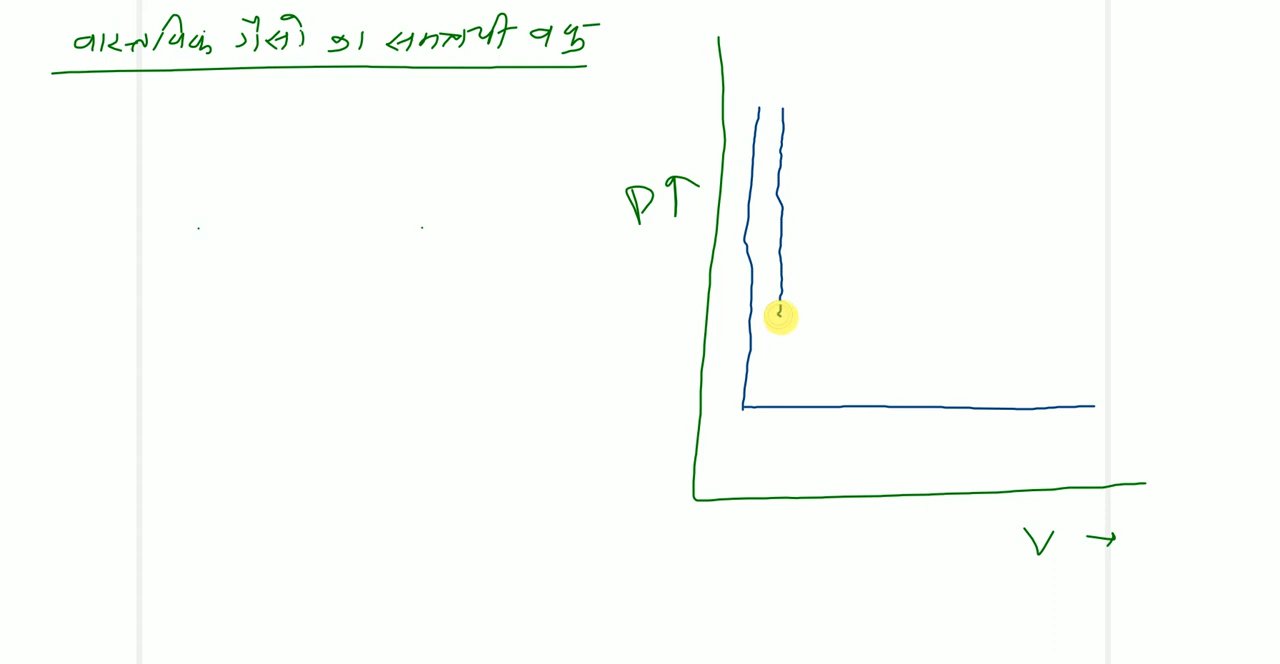 वास्तविक गैसों का समतापी वक्र
P↑
V →